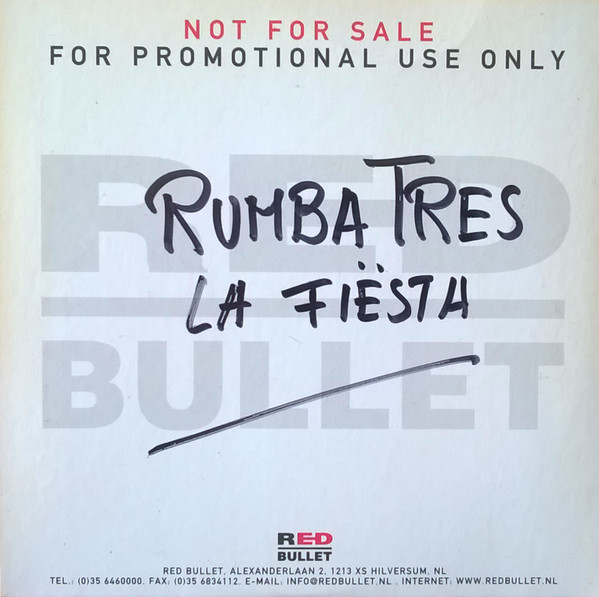 NOT FOR SALE
FOR PROMOTIONAL USE ONLY
RED
BULLET
RUMBA TRES
LA FIËSTA
RED
BULLET
RED BULLET, ALEXANDERLAAN 2, 1213 XS HILVERSUM, NL
TEL.: (0)35 6460000. FAX: (0)35 6834112. E-MAIL: INFO@REDBULLET.NL . INTERNET: WWW.REDBULLET.NL